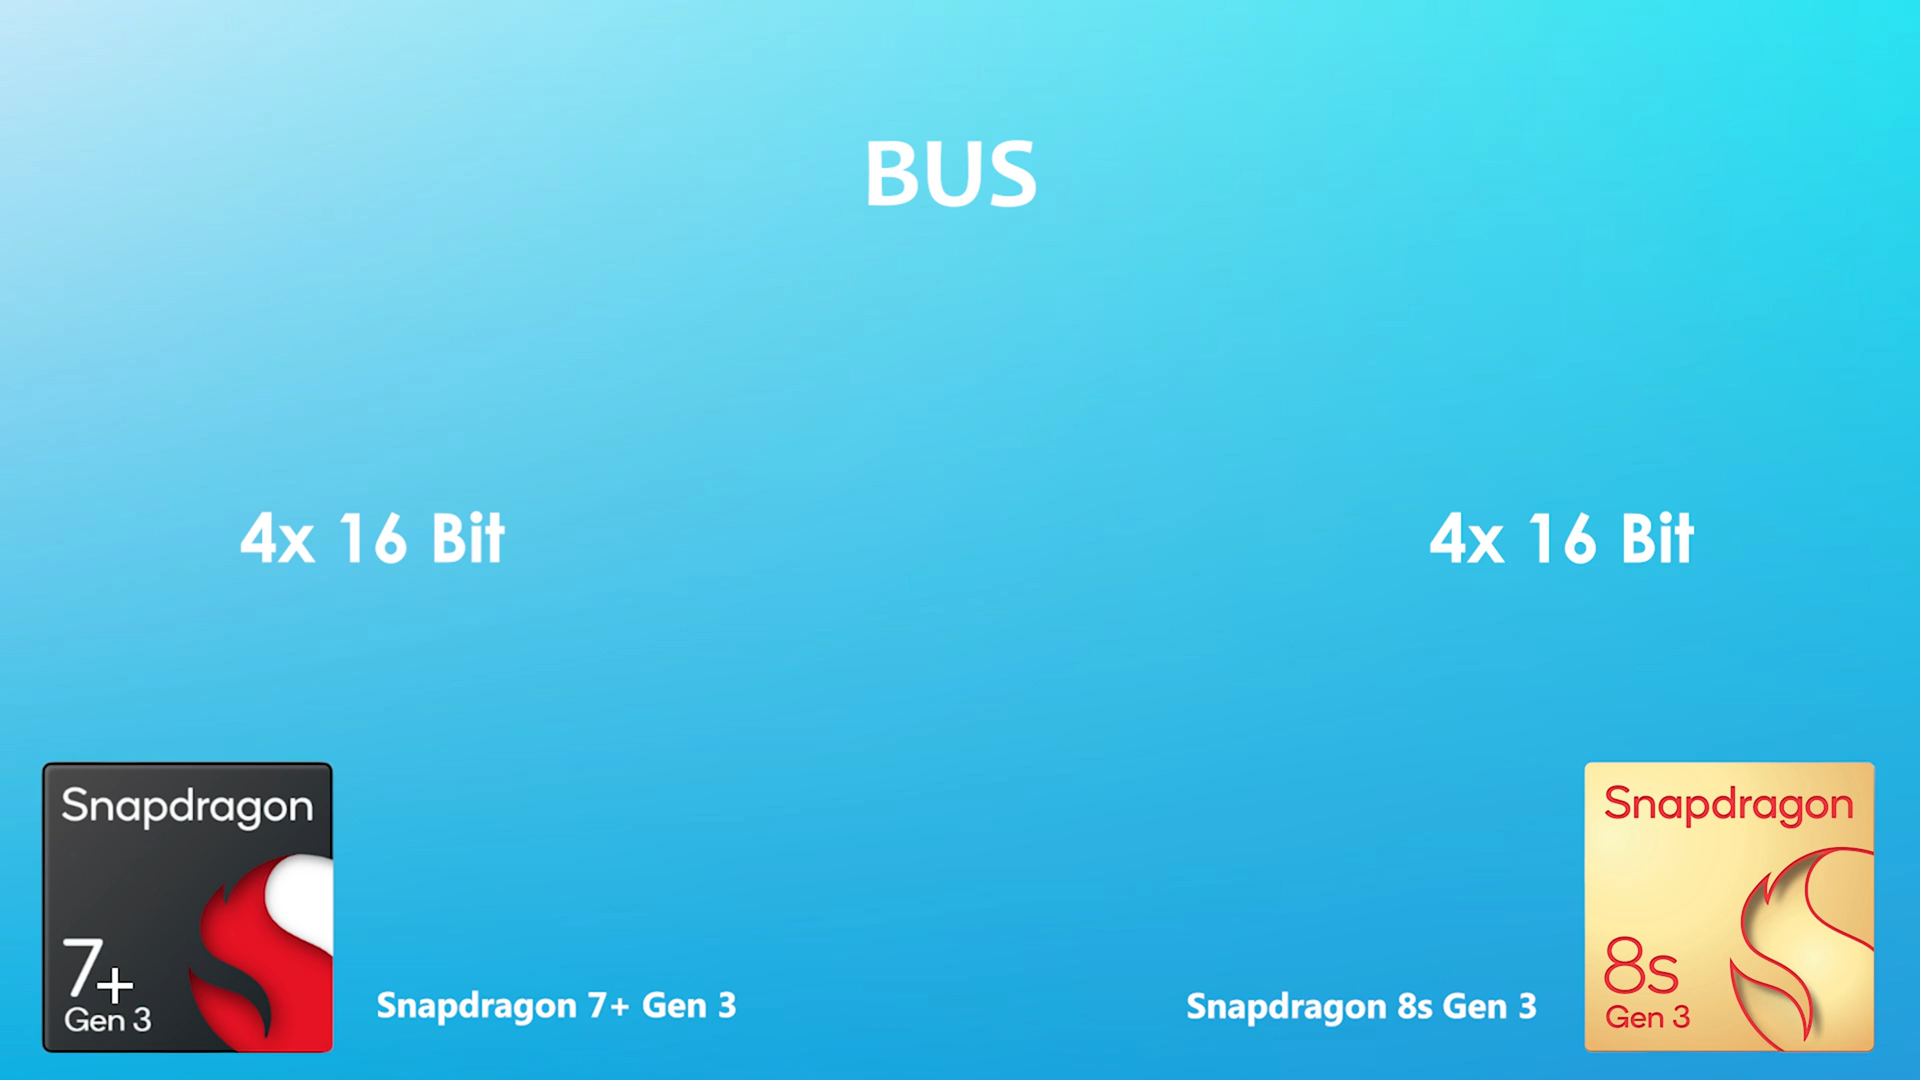 BUS
4x 16 Bit
4x 16 Bit
Snapdragon
7+
Gen 3
Snapdragon 7+ Gen 3
Snapdragon 8s Gen 3
Snapdragon
8s
Gen 3